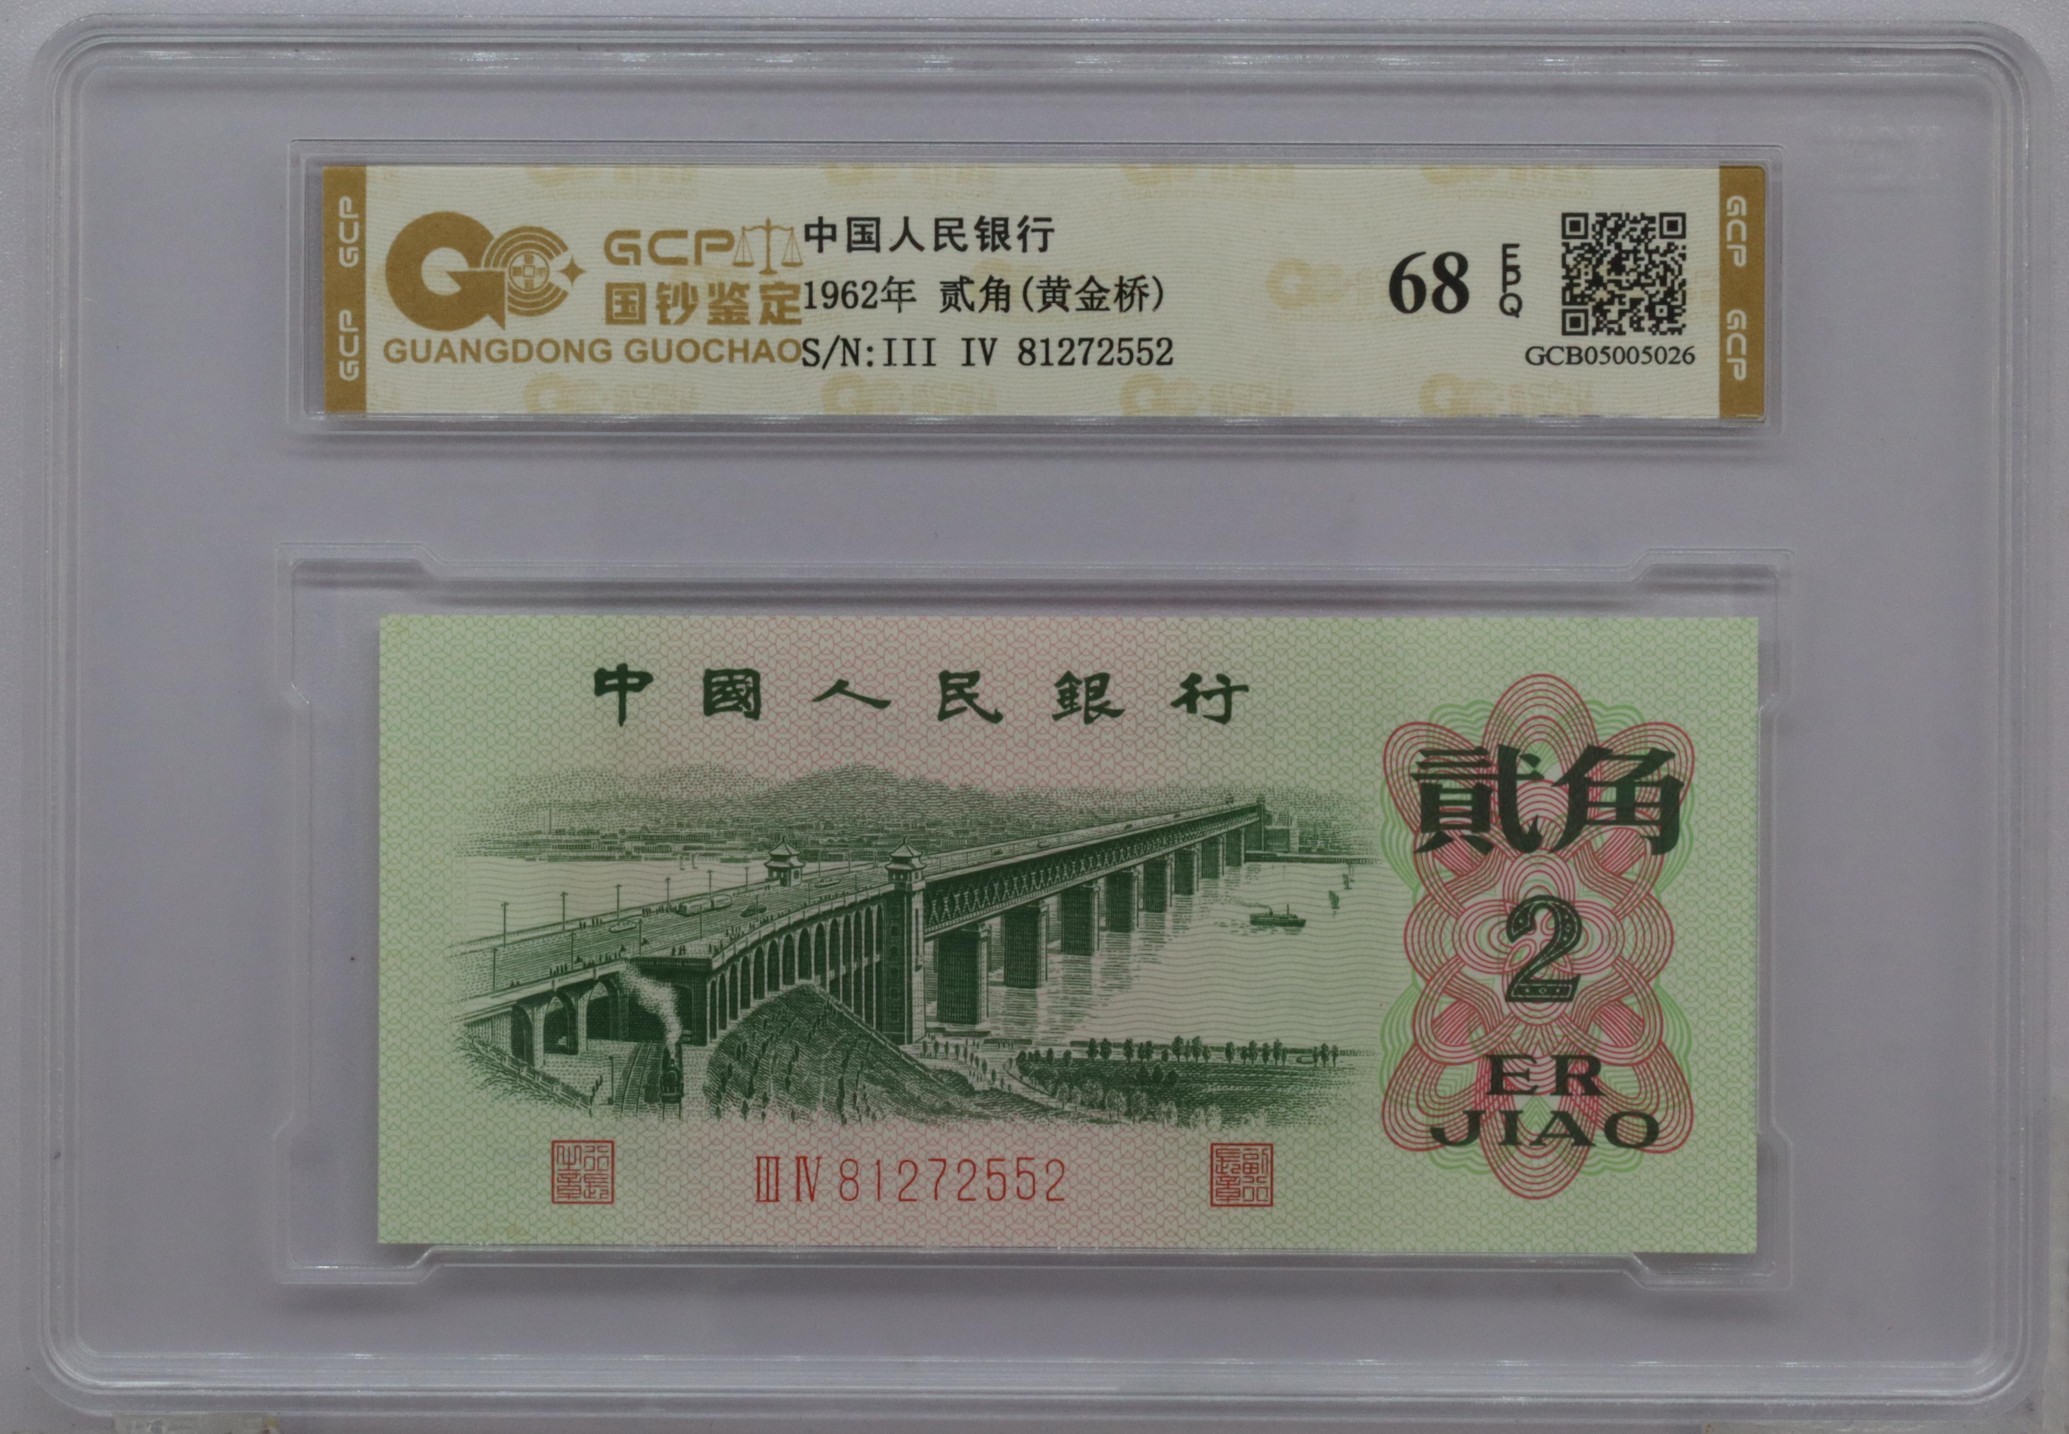 GCP
GCP
GCP
国钞鉴定
GUANGDONG GUOCHAO
中国人民银行
1962年 贰角(黄金桥)
S/N:III IV 81272552
68
EPQ
GCB05005026
GCP
GCP
中國人民銀行
貳角
2
ER
JIAO
Ⅲ Ⅳ 81272552